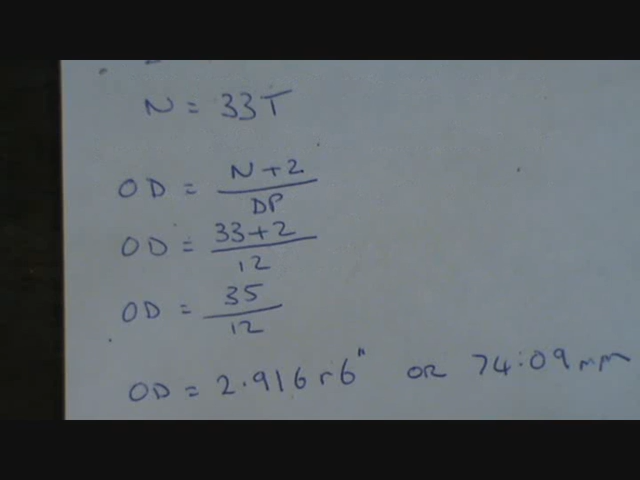 N = 33T
OD = N+2
DP
OD = 33+2
12
OD = 35
12
OD = 2.916r6" OR 74.09mm